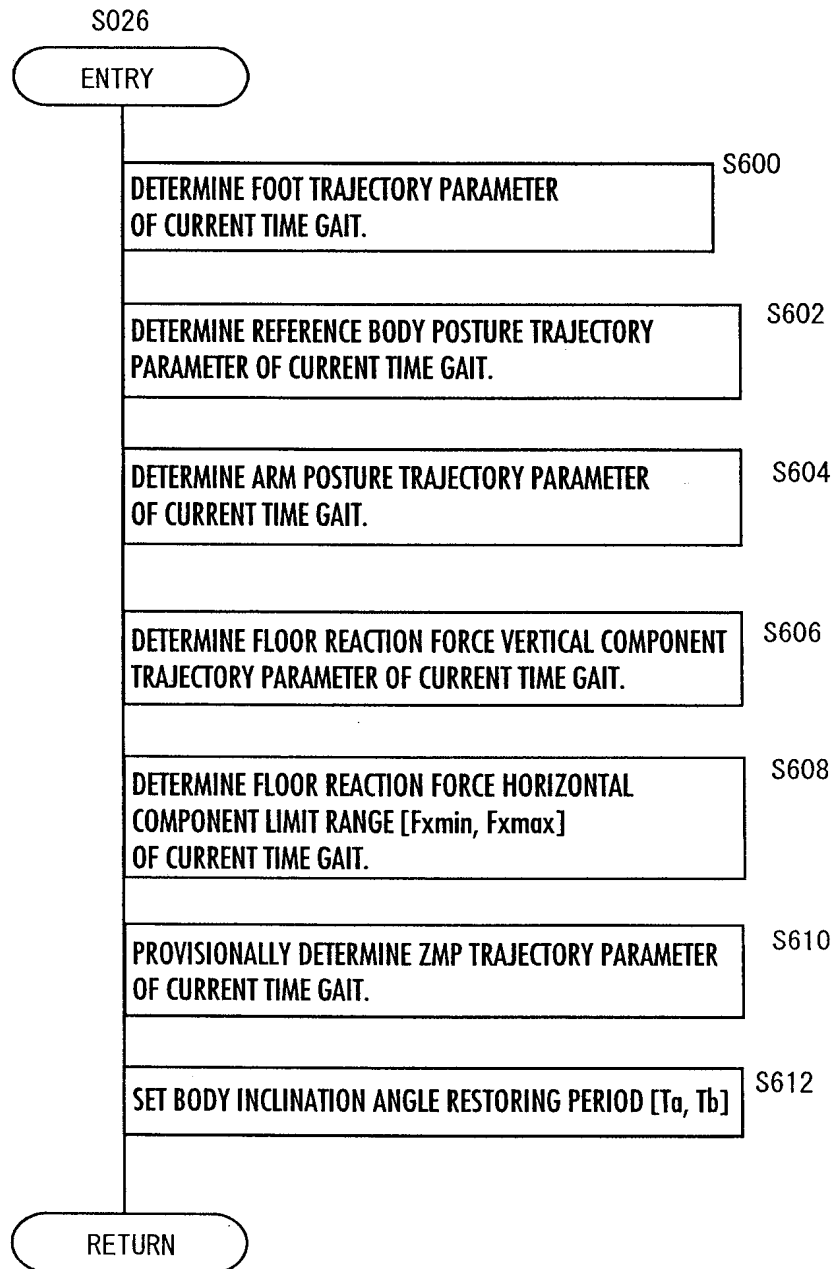 S026
ENTRY
S600
DETERMINE FOOT TRAJECTORY PARAMETER
OF CURRENT TIME GAIT.
S602
DETERMINE REFERENCE BODY POSTURE TRAJECTORY
PARAMETER OF CURRENT TIME GAIT.
S604
DETERMINE ARM POSTURE TRAJECTORY PARAMETER
OF CURRENT TIME GAIT.
S606
DETERMINE FLOOR REACTION FORCE VERTICAL COMPONENT
TRAJECTORY PARAMETER OF CURRENT TIME GAIT.
S608
DETERMINE FLOOR REACTION FORCE HORIZONTAL
COMPONENT LIMIT RANGE [Fxmin, Fxmax]
OF CURRENT TIME GAIT.
S610
PROVISIONALLY DETERMINE ZMP TRAJECTORY PARAMETER
OF CURRENT TIME GAIT.
S612
SET BODY INCLINATION ANGLE RESTORING PERIOD [Ta, Tb]
RETURN